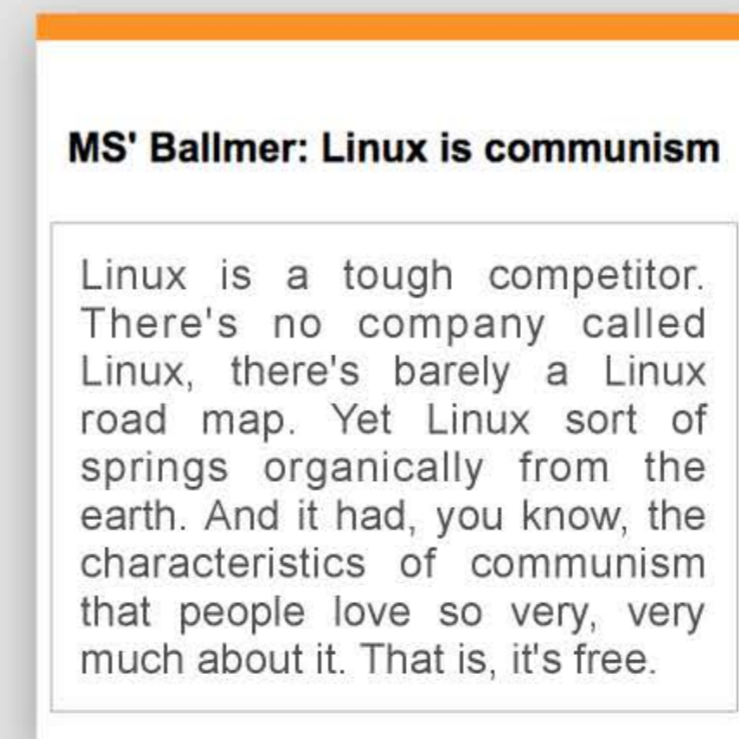 MS' Ballmer: Linux is communism
Linux is a tough competitor.
There's no company called
Linux, there's barely a Linux
road map. Yet Linux sort of
springs organically from the
earth. And it had, you know, the
characteristics of communism
that people love so very, very
much about it. That is, it's free.